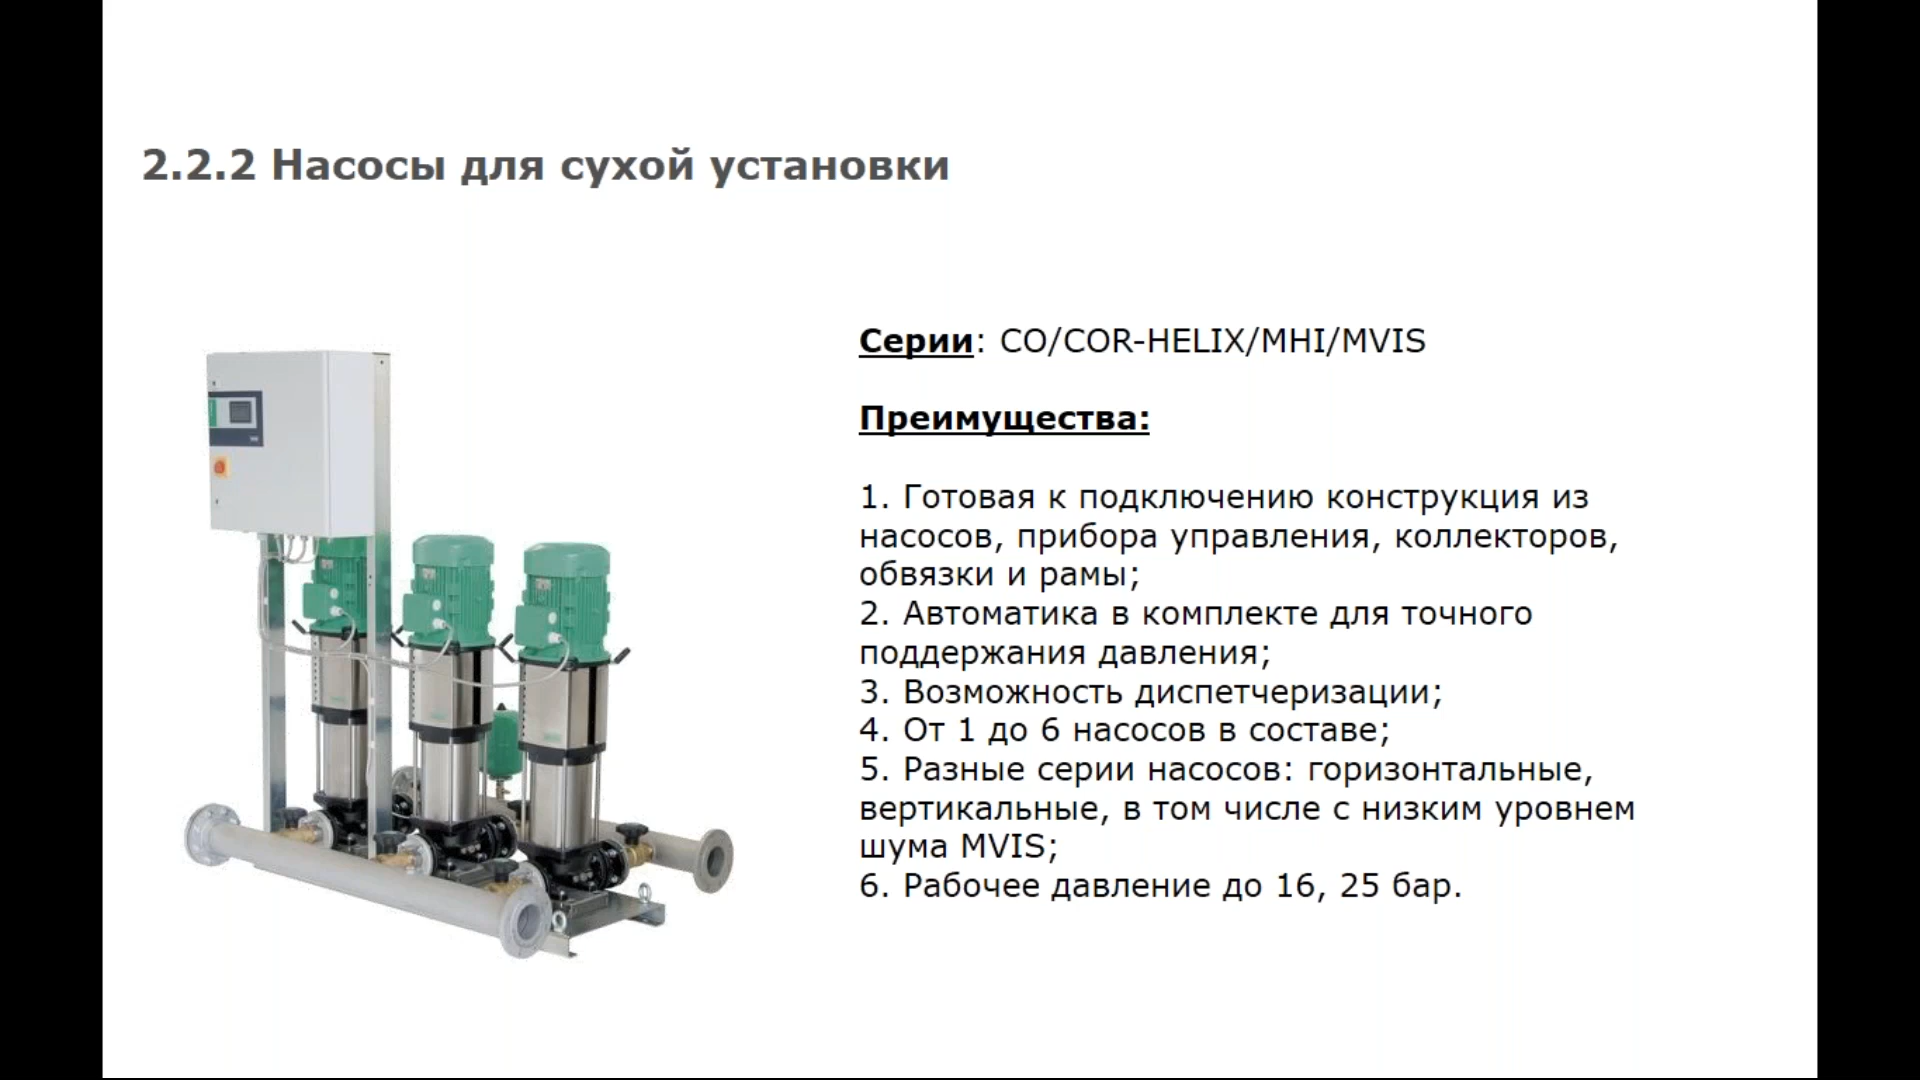 2.2.2 Насосы для сухой установки
Серии: CO/COR-HELIX/MHI/MVIS
Преимущества:
1. Готовая к подключению конструкция из
насосов, прибора управления, коллекторов,
обвязки и рамы;
2. Автоматика в комплекте для точного
поддержания давления;
3. Возможность диспетчеризации;
4. От 1 до 6 насосов в составе;
5. Разные серии насосов: горизонтальные,
вертикальные, в том числе с низким уровнем
шума MVIS;
6. Рабочее давление до 16, 25 бар.